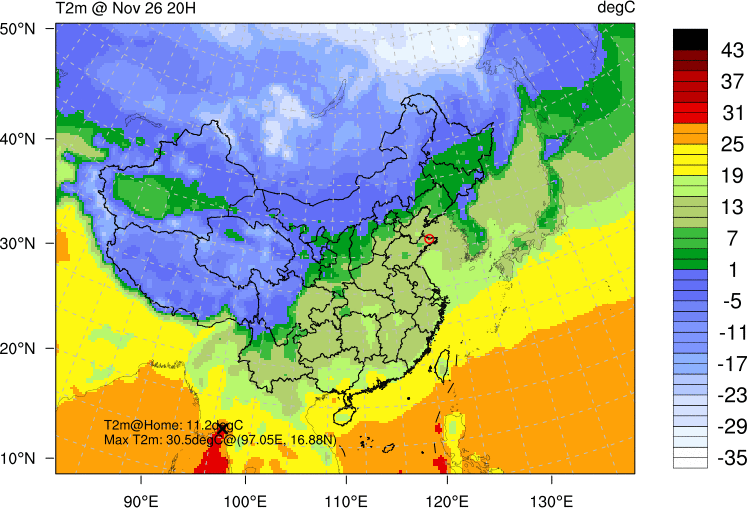 T2m @ Nov 26 20H
degC
50°N
40°N
30°N
20°N
10°N
T2m@Home: 11.2degC
Max T2m: 30.5degC@(97.05E, 16.88N)
90°E 100°E 110°E 120°E 130°E
43
37
31
25
19
13
7
1
-5
-11
-17
-23
-29
-35